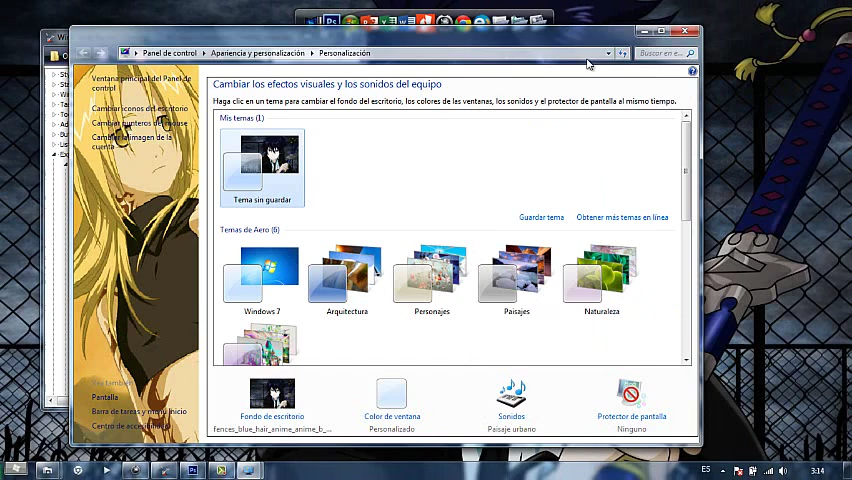 Win
Panel de control
Apariencia y personalización
Personalización
Buscar en e...
Ventana principal del Panel de
control
Cambiar iconos del escritorio
Cambiar punteros del mouse
Cambiar la imagen de la
cuenta
Vea también
Pantalla
Barra de tareas y menú Inicio
Centro de accesibilidad
Cambiar los efectos visuales y los sonidos del equipo
Haga clic en un tema para cambiar el fondo del escritorio, los colores de las ventanas, los sonidos y el protector de pantalla al mismo tiempo.
Mis temas (1)
Tema sin guardar
Guardar tema
Obtener más temas en línea
Temas de Aero (6)
Windows 7
Arquitectura
Personajes
Paisajes
Naturaleza
Fondo de escritorio
Color de ventana
Sonidos
Protector de pantalla
fences_blue_hair_anime_anime_b_...
Personalizado
Paisaje urbano
Ninguno
ES
3:14